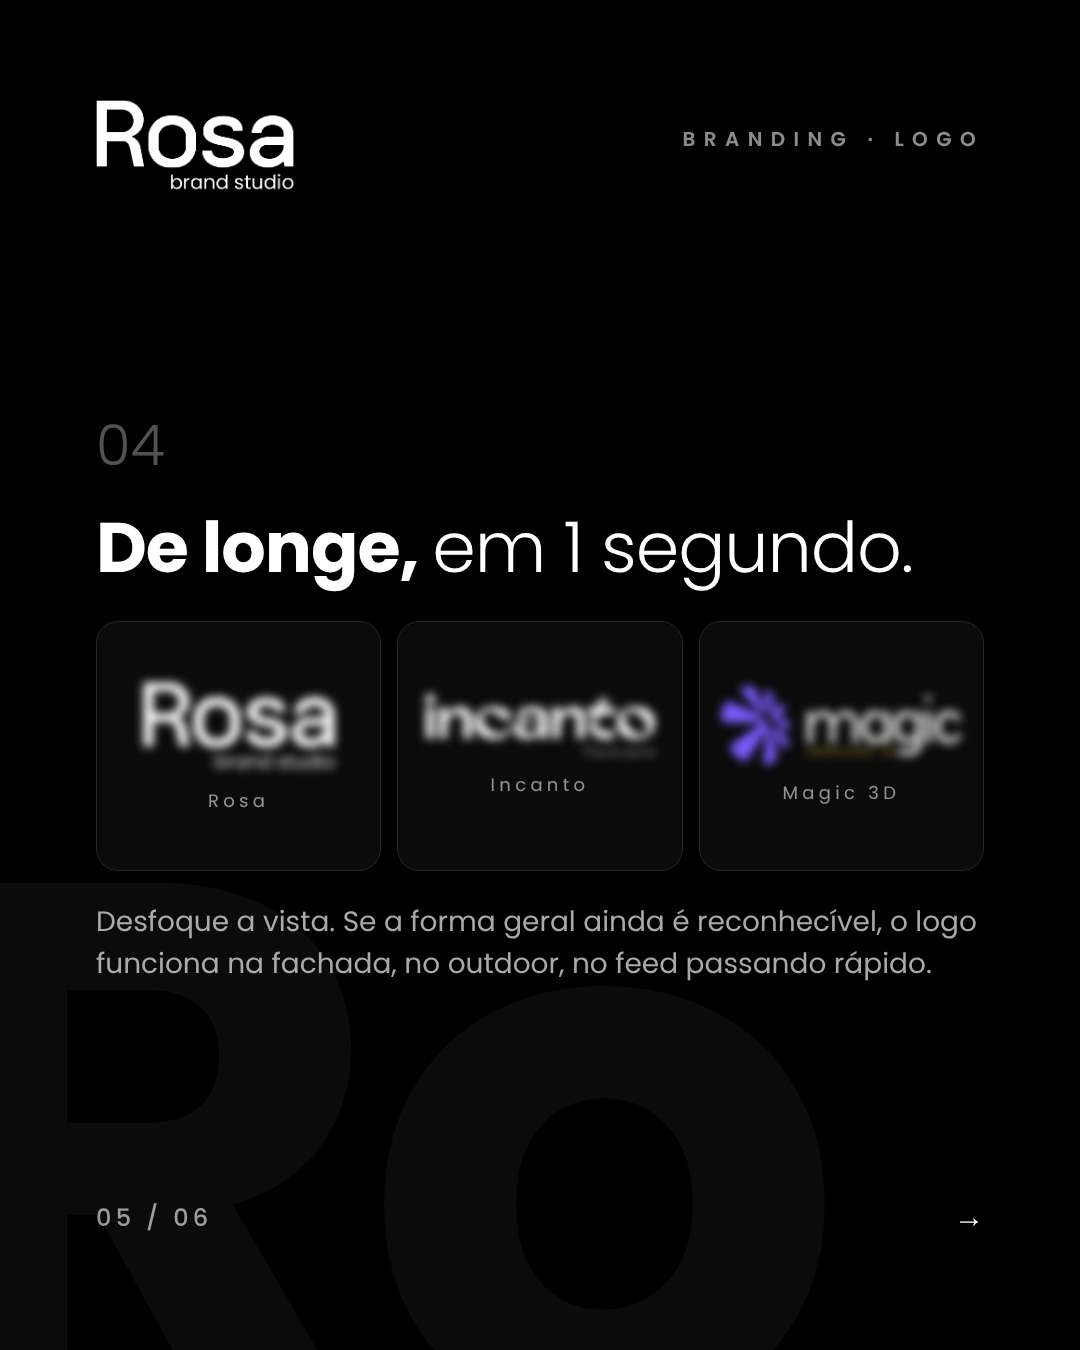 Rosa
brand studio
BRANDING · LOGO
04
De longe, em 1 segundo.
Rosa
brand studio
Rosa
incanto
Incanto
magic
Magic 3D
Desfoque a vista. Se a forma geral ainda é reconhecível, o logo
funciona na fachada, no outdoor, no feed passando rápido.
Ro
05 / 06
→